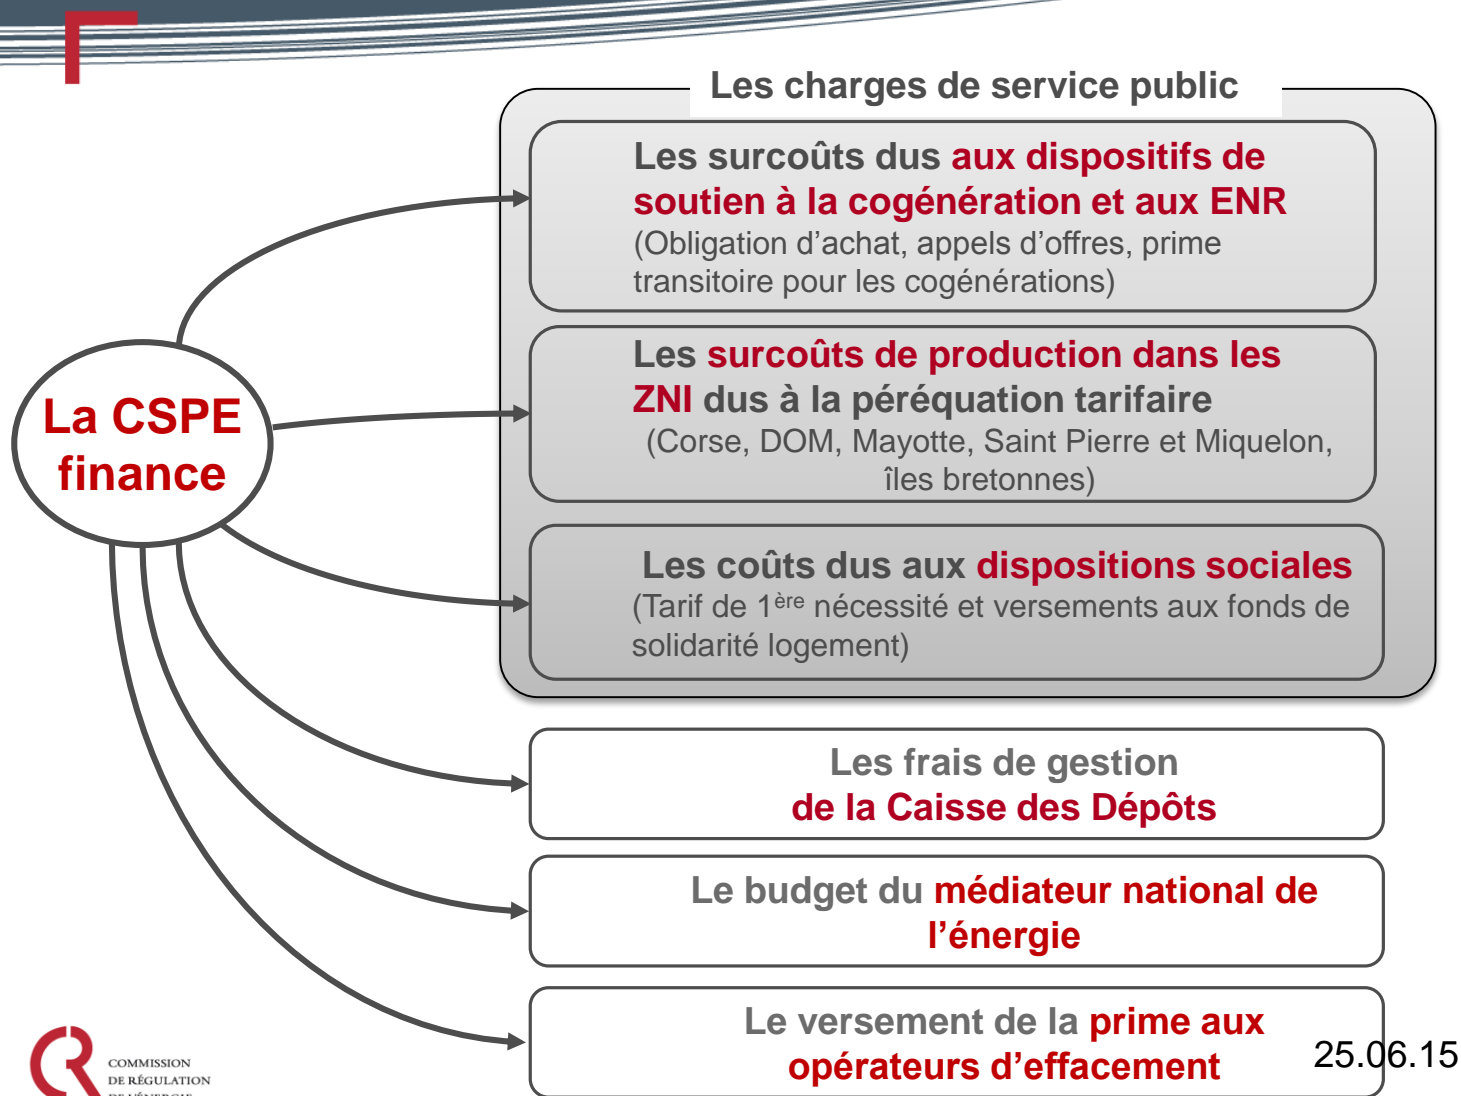 Les charges de service public
Les surcoûts dus aux dispositifs de
soutien à la cogénération et aux ENR
(Obligation d’achat, appels d’offres, prime
transitoire pour les cogénérations)
Les surcoûts de production dans les
ZNI dus à la péréquation tarifaire
(Corse, DOM, Mayotte, Saint Pierre et Miquelon,
îles bretonnes)
La CSPE
finance
Les coûts dus aux dispositions sociales
(Tarif de 1ère nécessité et versements aux fonds de
solidarité logement)
Les frais de gestion
de la Caisse des Dépôts
Le budget du médiateur national de
l’énergie
Le versement de la prime aux
opérateurs d’effacement
25.06.15
COMMISSION
DE RÉGULATION
DE L'ÉNERGIE